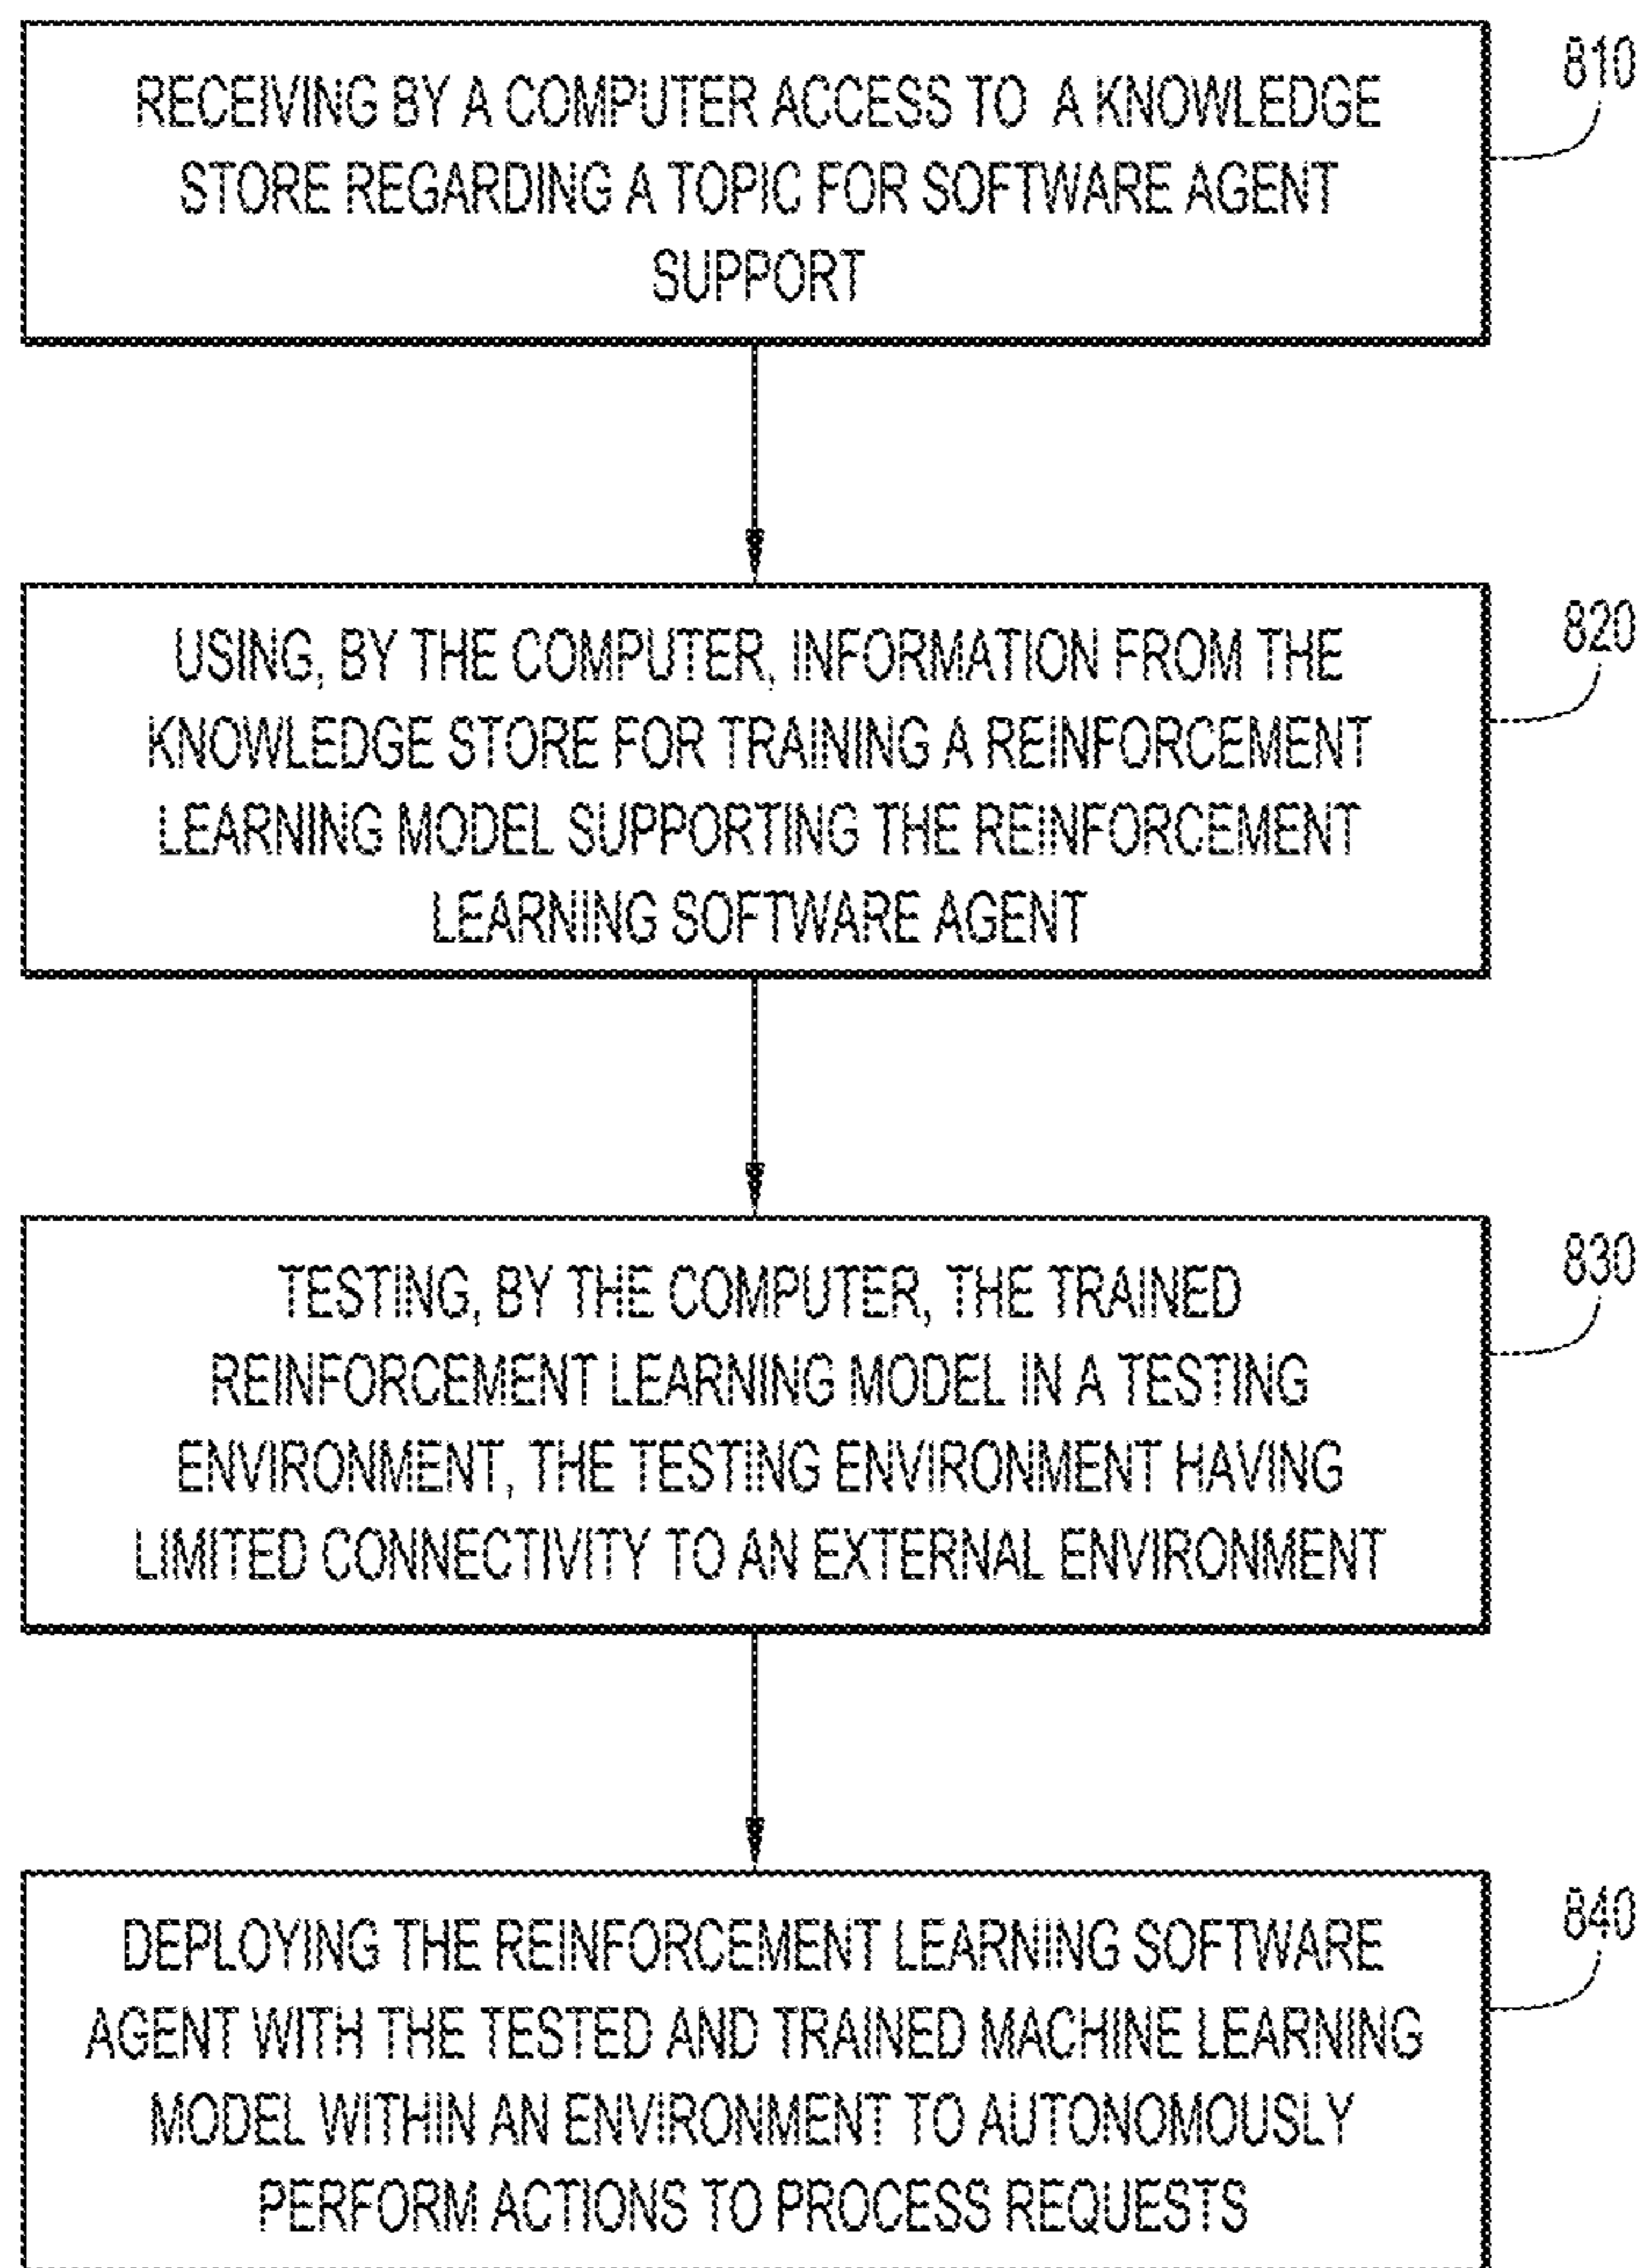 RECEIVING BY A COMPUTER ACCESS TO A KNOWLEDGE
STORE REGARDING A TOPIC FOR SOFTWARE AGENT
SUPPORT
810
USING, BY THE COMPUTER, INFORMATION FROM THE
KNOWLEDGE STORE FOR TRAINING A REINFORCEMENT
LEARNING MODEL SUPPORTING THE REINFORCEMENT
LEARNING SOFTWARE AGENT
820
TESTING, BY THE COMPUTER, THE TRAINED
REINFORCEMENT LEARNING MODEL IN A TESTING
ENVIRONMENT, THE TESTING ENVIRONMENT HAVING
LIMITED CONNECTIVITY TO AN EXTERNAL ENVIRONMENT
830
DEPLOYING THE REINFORCEMENT LEARNING SOFTWARE
AGENT WITH THE TESTED AND TRAINED MACHINE LEARNING
MODEL WITHIN AN ENVIRONMENT TO AUTONOMOUSLY
PERFORM ACTIONS TO PROCESS REQUESTS
840